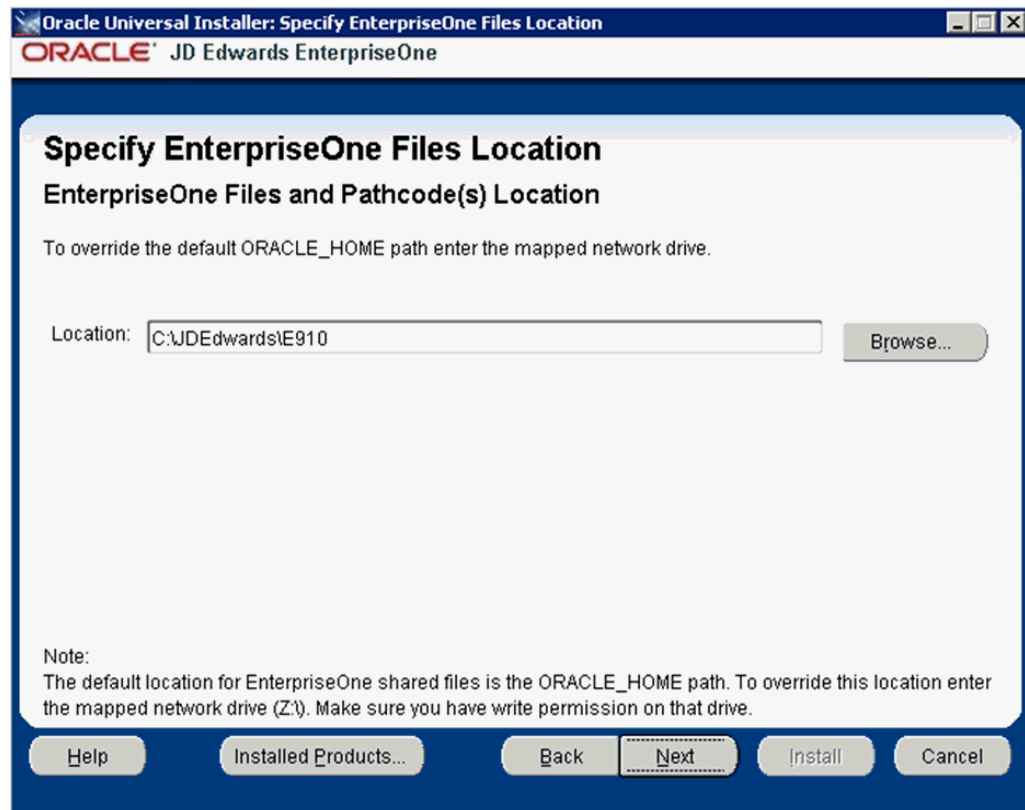 Oracle Universal Installer: Specify EnterpriseOne Files Location
ORACLE JD Edwards EnterpriseOne
Specify EnterpriseOne Files Location
EnterpriseOne Files and Pathcode(s) Location
To override the default ORACLE_HOME path enter the mapped network drive.
Location: C:\JDEdwards\E910 Browse...
Note:
The default location for EnterpriseOne shared files is the ORACLE_HOME path. To override this location enter
the mapped network drive (Z:\). Make sure you have write permission on that drive.
Help Installed Products... Back Next Install Cancel